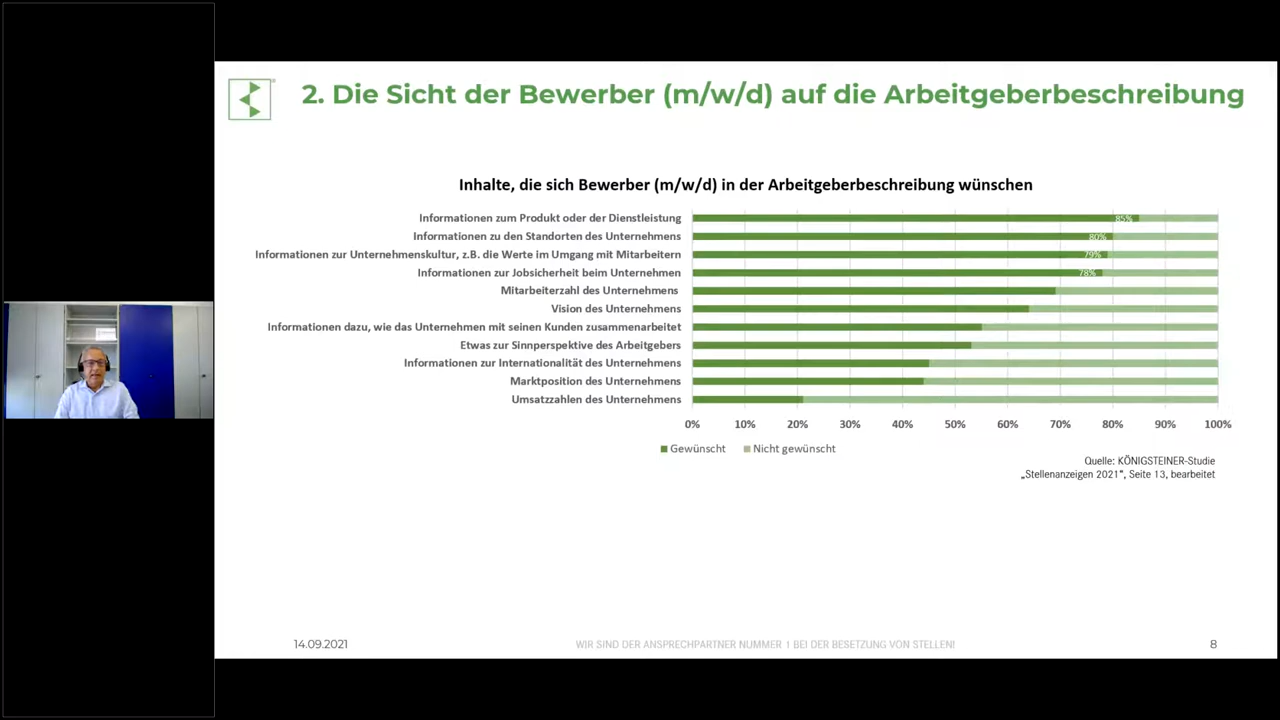 2. Die Sicht der Bewerber (m/w/d) auf die Arbeitgeberbeschreibung
Inhalte, die sich Bewerber (m/w/d) in der Arbeitgeberbeschreibung wünschen
Informationen zum Produkt oder der Dienstleistung 85%
Informationen zu den Standorten des Unternehmens 80%
Informationen zur Unternehmenskultur, z.B. die Werte im Umgang mit Mitarbeitern 79%
Informationen zur Jobsicherheit beim Unternehmen 78%
Mitarbeiterzahl des Unternehmens
Vision des Unternehmens
Informationen dazu, wie das Unternehmen mit seinen Kunden zusammenarbeitet
Etwas zur Sinnperspektive des Arbeitgebers
Informationen zur Internationalität des Unternehmens
Marktposition des Unternehmens
Umsatzzahlen des Unternehmens
0% 10% 20% 30% 40% 50% 60% 70% 80% 90% 100%
Gewünscht Nicht gewünscht
Quelle: KÖNIGSTEINER-Studie
„Stellenanzeigen 2021“, Seite 13, bearbeitet
14.09.2021 WIR SIND DER ANSPRECHPARTNER NUMMER 1 BEI DER BESETZUNG VON STELLEN! 8